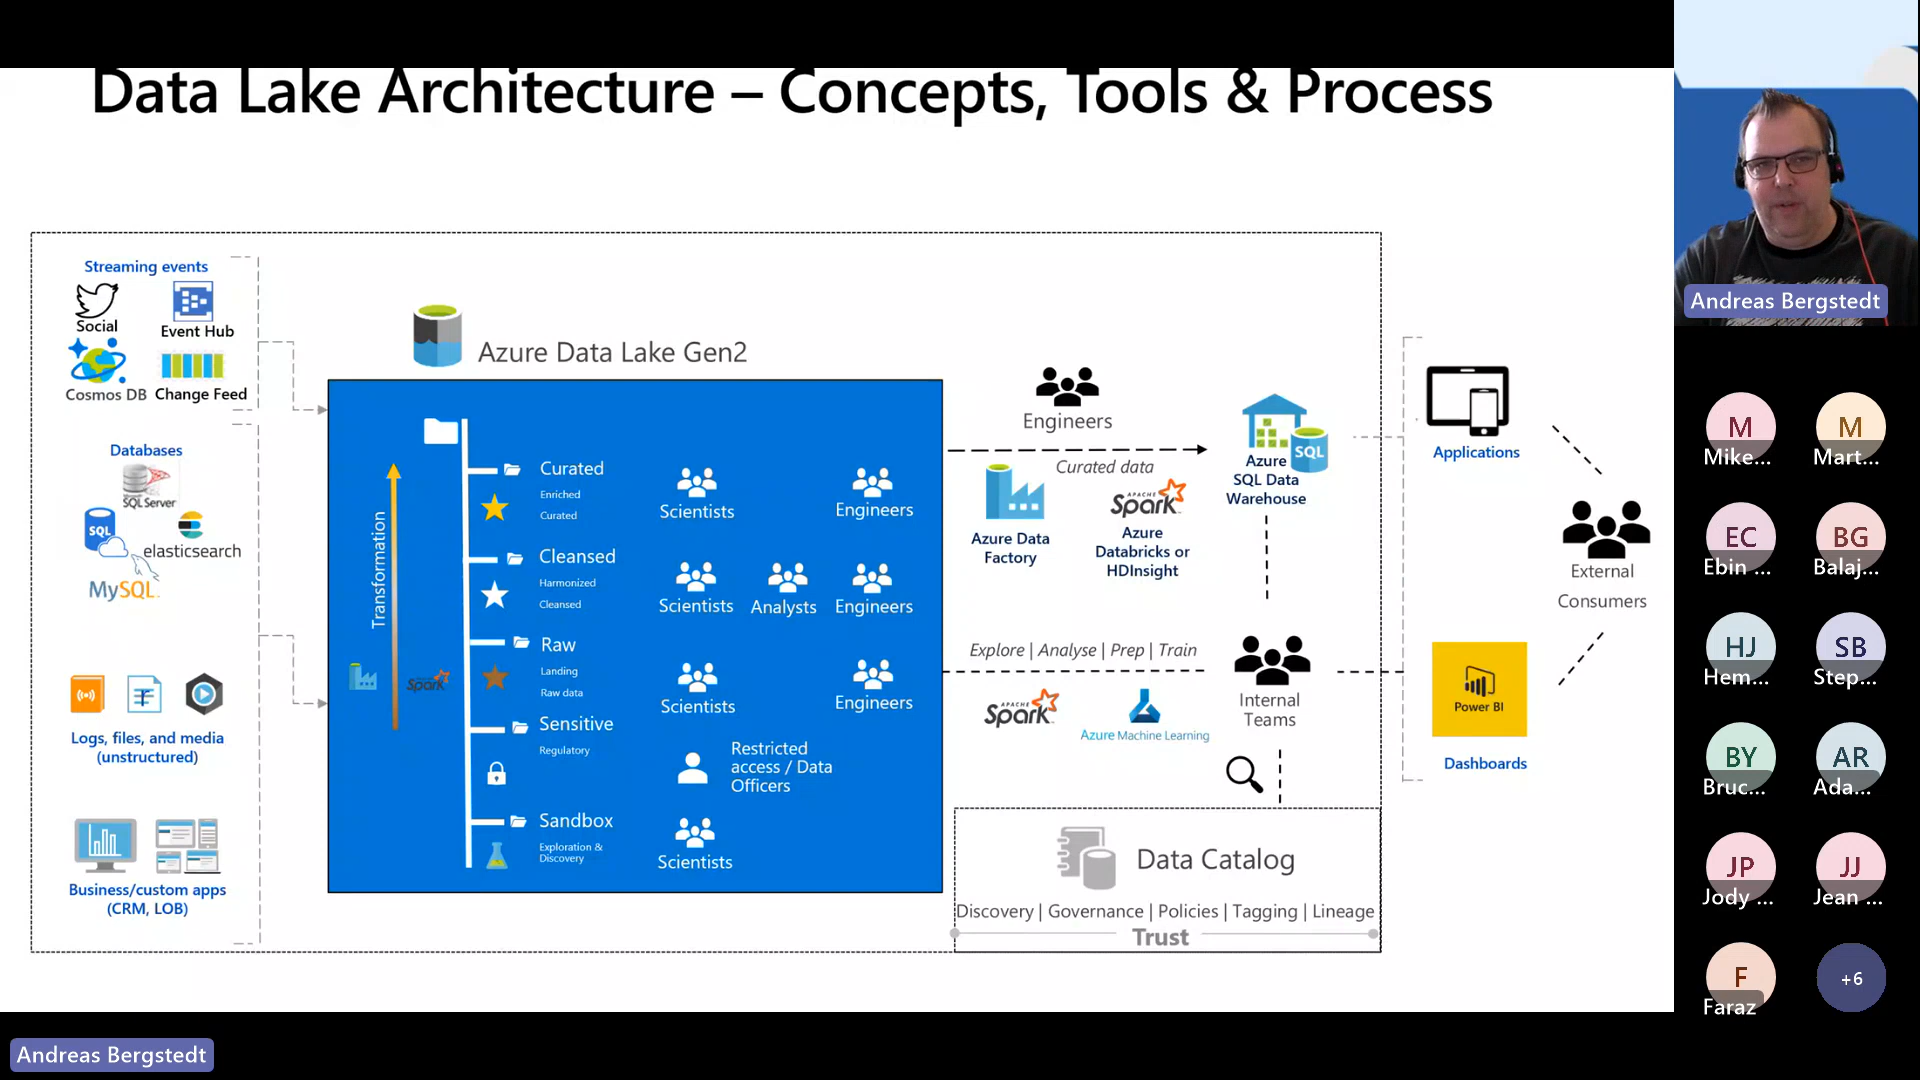 Data Lake Architecture – Concepts, Tools & Process
Streaming events
Social
Event Hub
Cosmos DB
Change Feed
Databases
Microsoft
SQL Server
SQL
elasticsearch
MySQL
Logs, files, and media
(unstructured)
Business/custom apps
(CRM, LOB)
Azure Data Lake Gen2
Transformation
Spark
Curated
Enriched
Curated
Scientists
Engineers
Cleansed
Harmonized
Cleansed
Scientists
Analysts
Engineers
Raw
Landing
Raw data
Scientists
Engineers
Sensitive
Regulatory
Restricted
access / Data
Officers
Sandbox
Exploration &
Discovery
Scientists
Engineers
Curated data
Azure Data
Factory
APACHE
Spark
Azure
Databricks or
HDInsight
SQL
Azure
SQL Data
Warehouse
Explore | Analyse | Prep | Train
APACHE
Spark
Azure Machine Learning
Internal
Teams
Data Catalog
Discovery | Governance | Policies | Tagging | Lineage
Trust
Applications
Power BI
Dashboards
External
Consumers
Andreas Bergstedt
M
Mike...
M
Mart...
EC
Ebin ...
BG
Balaj...
HJ
Hem...
SB
Step...
BY
Bruc...
AR
Ada...
JP
Jody ...
JJ
Jean ...
F
Faraz
+6
Andreas Bergstedt